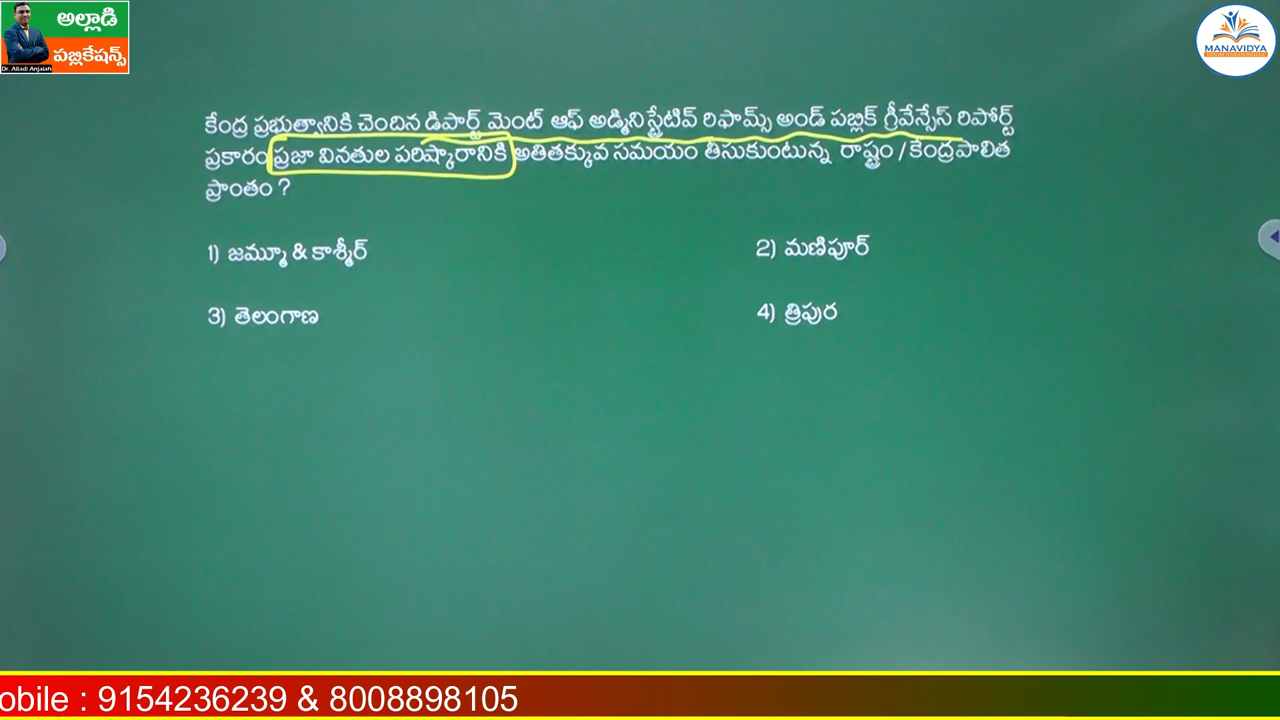 అల్లాడి
పబ్లికేషన్స్
Dr. Alladi Anjaiah
MANAVIDYA
కేంద్ర ప్రభుత్వానికి చెందిన డిపార్ట్ మెంట్ ఆఫ్ అడ్మినిస్ట్రేటివ్ రిఫామ్స్ అండ్ పబ్లిక్ గ్రీవేన్సేస్ రిపోర్ట్
ప్రకారం ప్రజా వినతుల పరిష్కారానికి అతితక్కువ సమయం తీసుకుంటున్న రాష్ట్రం / కేంద్రపాలిత
ప్రాంతం ?
1) జమ్మూ & కాశ్మీర్
2) మణిపూర్
3) తెలంగాణ
4) త్రిపుర
obile : 9154236239 & 8008898105